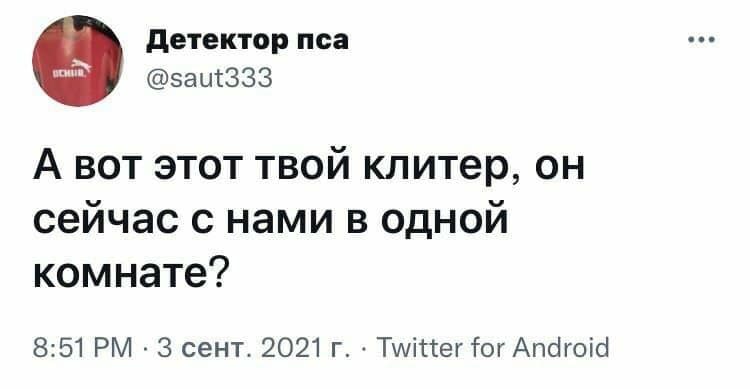 Детектор пса
@saut333
А вот этот твой клитер, он
сейчас с нами в одной
комнате?
8:51 PM · 3 сент. 2021 г. · Twitter for Android